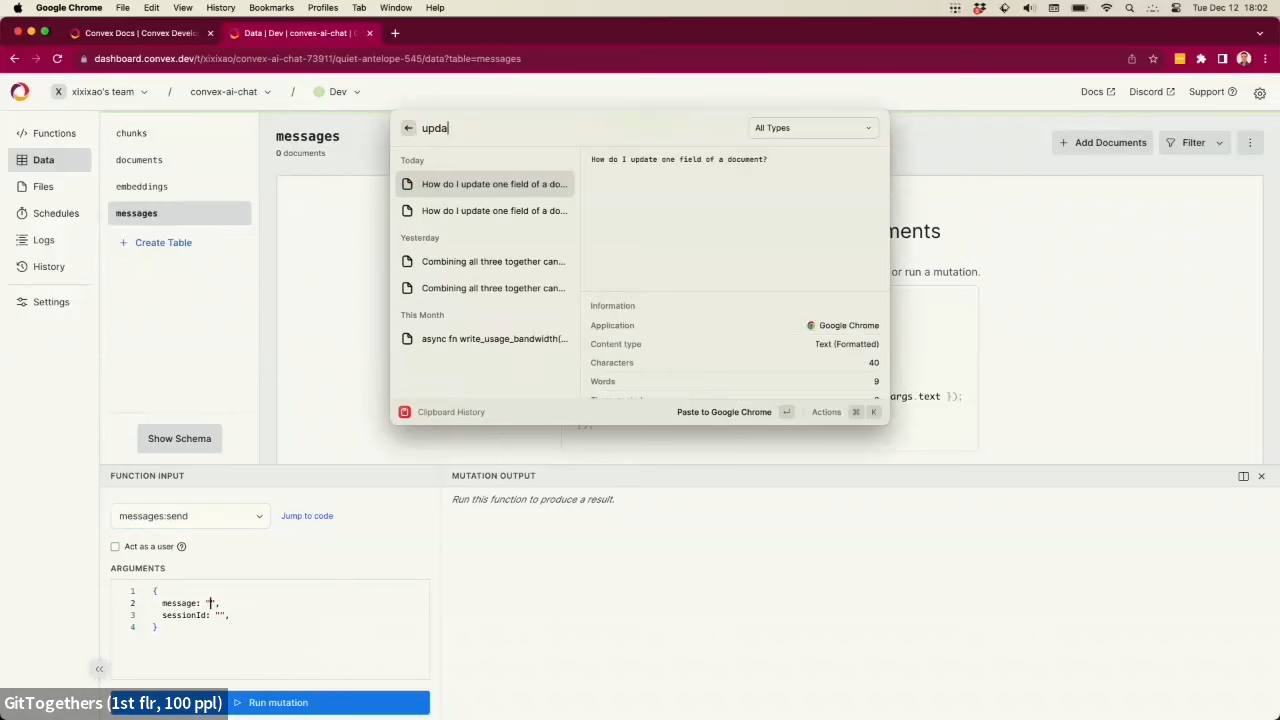 Google Chrome File Edit View History Bookmarks Profiles Tab Window Help Tue Dec 12 18:02
Convex Docs | Convex Develo Data | Dev | convex-ai-chat |
dashboard.convex.dev/t/xixixao/convex-ai-chat-73911/quiet-antelope-545/data?table=messages
X xixixao's team / convex-ai-chat / Dev Docs Discord Support
Functions
Data
Files
Schedules
Logs
History
Settings
chunks
documents
embeddings
messages
+ Create Table
Show Schema
messages
0 documents
+ Add Documents Filter
ments
or run a mutation.
args.text });
upda
All Types
Today
How do I update one field of a do...
How do I update one field of a do...
Yesterday
Combining all three together can...
Combining all three together can...
This Month
async fn write_usage_bandwidth(...
How do I update one field of a document?
Information
Application Google Chrome
Content type Text (Formatted)
Characters 40
Words 9
Clipboard History
Paste to Google Chrome Actions ⌘ K
FUNCTION INPUT
messages:send Jump to code
Act as a user
ARGUMENTS
1 {
2 message: "",
3 sessionId: "",
4 }
Run mutation
MUTATION OUTPUT
Run this function to produce a result.
GitTogethers (1st flr, 100 ppl)